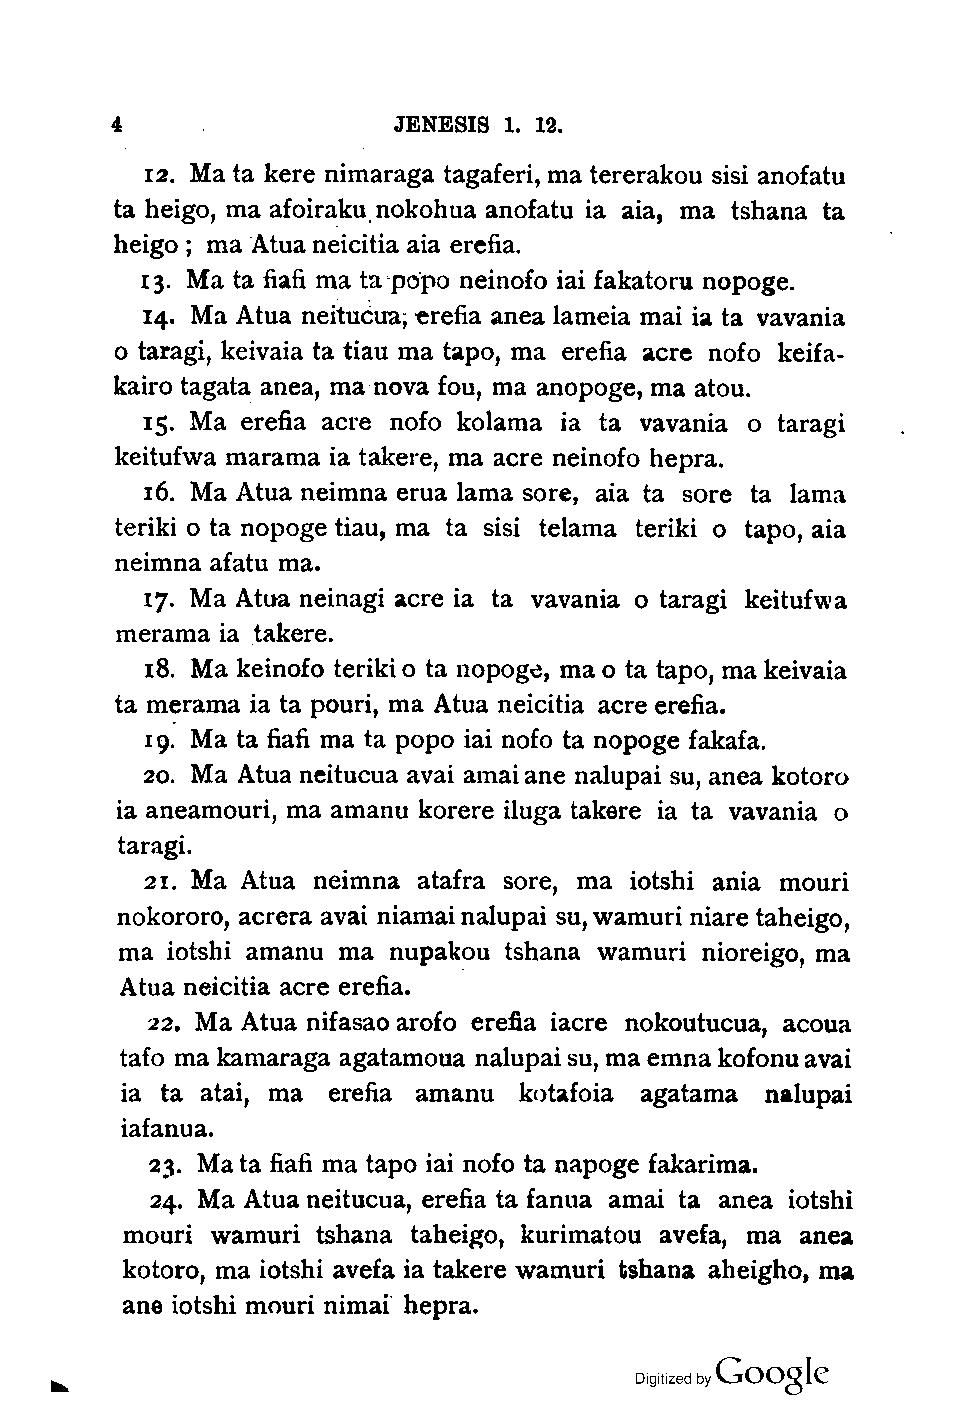 4 JENESIS 1. 12.
12. Ma ta kere nimaraga tagaferi, ma tererakou sisi anofatu
ta heigo, ma afoiraku nokohua anofatu ia aia, ma tshana ta
heigo; ma Atua neicitia aia erefia.
13. Ma ta fiafi ma ta popo neinofo iai fakatoru nopoge.
14. Ma Atua neitucua; erefia anea lameia mai ia ta vavania
o taragi, keivaia ta tiau ma tapo, ma erefia acre nofo keifa-
kairo tagata anea, ma nova fou, ma anopoge, ma atou.
15. Ma erefia acre nofo kolama ia ta vavania o taragi
keitufwa marama ia takere, ma acre neinofo hepra.
16. Ma Atua neimna erua lama sore, aia ta sore ta lama
teriki o ta nopoge tiau, ma ta sisi telama teriki o tapo, aia
neimna afatu ma.
17. Ma Atua neinagi acre ia ta vavania o taragi keitufwa
merama ia takere.
18. Ma keinofo teriki o ta nopoge, ma o ta tapo, ma keivaia
ta merama ia ta pouri, ma Atua neicitia acre erefia.
19. Ma ta fiafi ma ta popo iai nofo ta nopoge fakafa.
20. Ma Atua neitucua avai amai ane nalupai su, anea kotoro
ia aneamouri, ma amanu korere iluga takere ia ta vavania o
taragi.
21. Ma Atua neimna atafra sore, ma iotshi ania mouri
nokororo, acrera avai niamai nalupai su, wamuri niare taheigo,
ma iotshi amanu ma nupakou tshana wamuri nioreigo, ma
Atua neicitia acre erefia.
22. Ma Atua nifasao arofo erefia iacre nokoutucua, acoua
tafo ma kamaraga agatamoua nalupai su, ma emna kofonu avai
ia ta atai, ma erefia amanu kotafoia agatama nalupai
iafanua.
23. Ma ta fiafi ma tapo iai nofo ta napoge fakarima.
24. Ma Atua neitucua, erefia ta fanua amai ta anea iotshi
mouri wamuri tshana taheigo, kurimatou avefa, ma anea
kotoro, ma iotshi avefa ia takere wamuri tshana aheigho, ma
ane iotshi mouri nimai hepra.
Digitized by Google